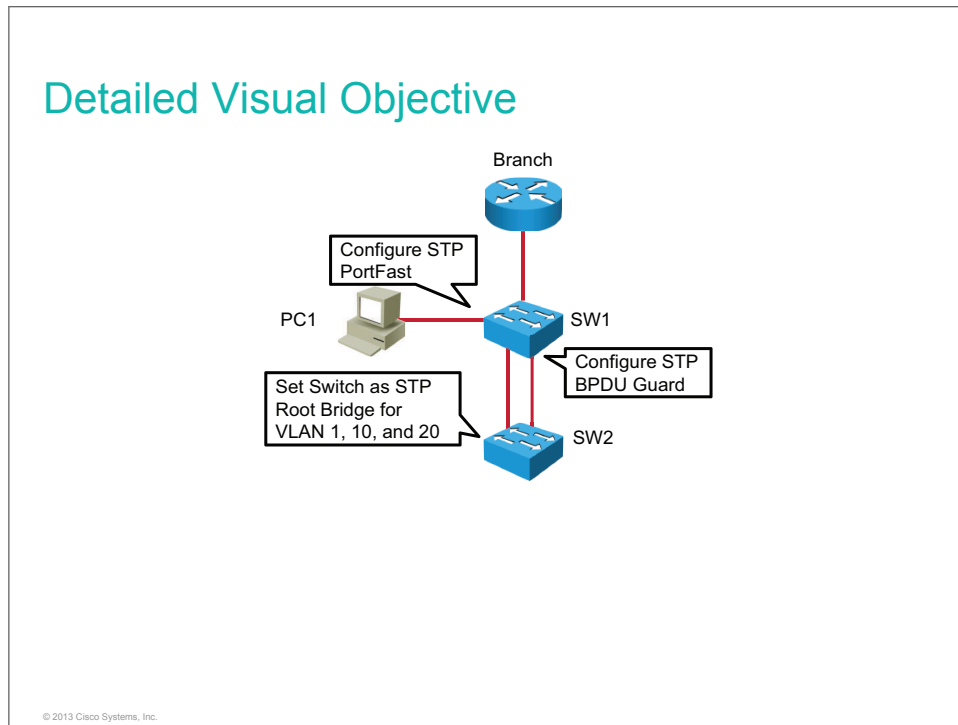 Detailed Visual Objective
Branch
Configure STP
PortFast
PC1
SW1
Configure STP
BPDU Guard
Set Switch as STP
Root Bridge for
VLAN 1, 10, and 20
SW2
© 2013 Cisco Systems, Inc.